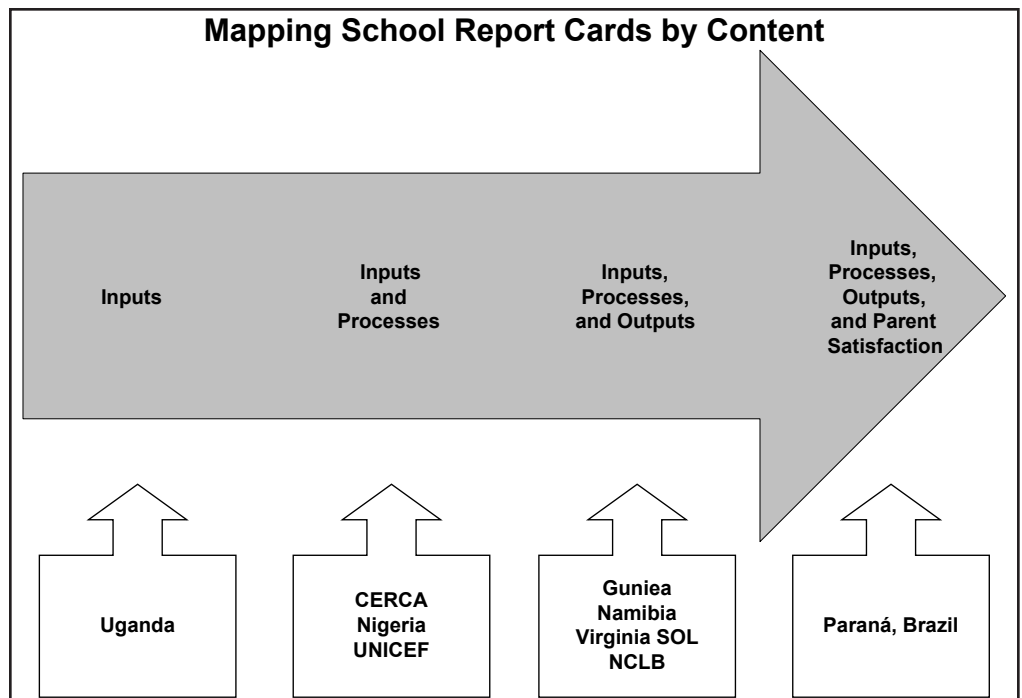 Mapping School Report Cards by Content
Inputs
Inputs
and
Processes
Inputs,
Processes,
and Outputs
Inputs,
Processes,
Outputs,
and Parent
Satisfaction
Uganda
CERCA
Nigeria
UNICEF
Guniea
Namibia
Virginia SOL
NCLB
Paraná, Brazil